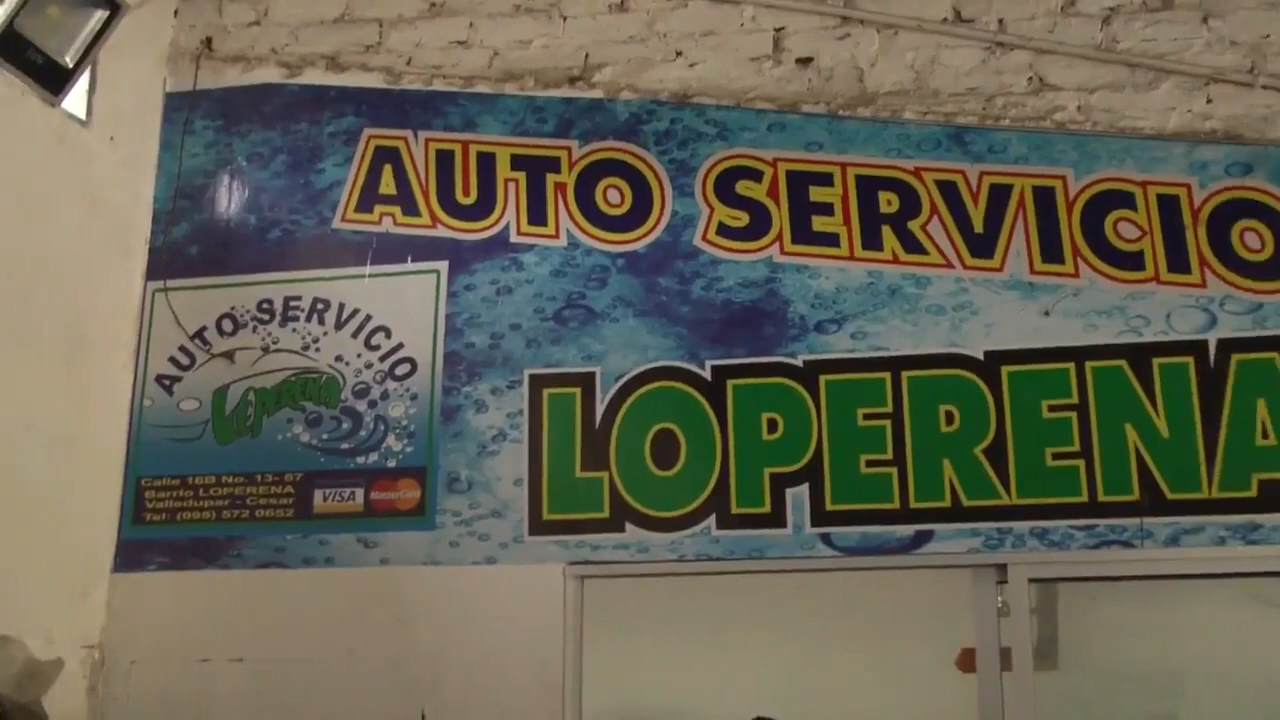 AUTO SERVICIO
LOPERENA
AUTO SERVICIO
LOPERENA
Calle 16B No. 13-67
Barrio LOPERENA
Valledupar - Cesar
Tel: (095) 572 0652
VISA
MasterCard